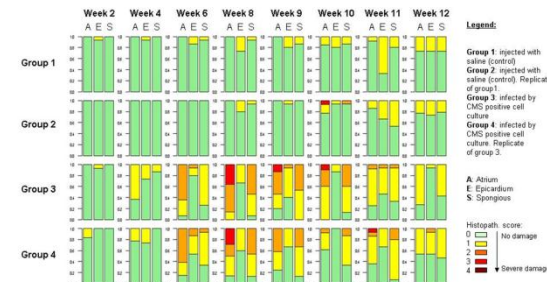 Week 2 Week 4 Week 6 Week 8 Week 9 Week 10 Week 11 Week 12
A E S A E S A E S A E S A E S A E S A E S A E S
Group 1
Group 2
Group 3
Group 4
Legend:
Group 1: injected with
saline (control)
Group 2: injected with
saline (control). Replicate
of group1.
Group 3: infected by
CMS positive cell
culture
Group 4: infected by
CMS positive cell
culture. Replicate
of group 3.
A: Atrium
E: Epicardium
S: Spongious
Histopath. score:
0 No damage
1
2
3
4 Severe damage